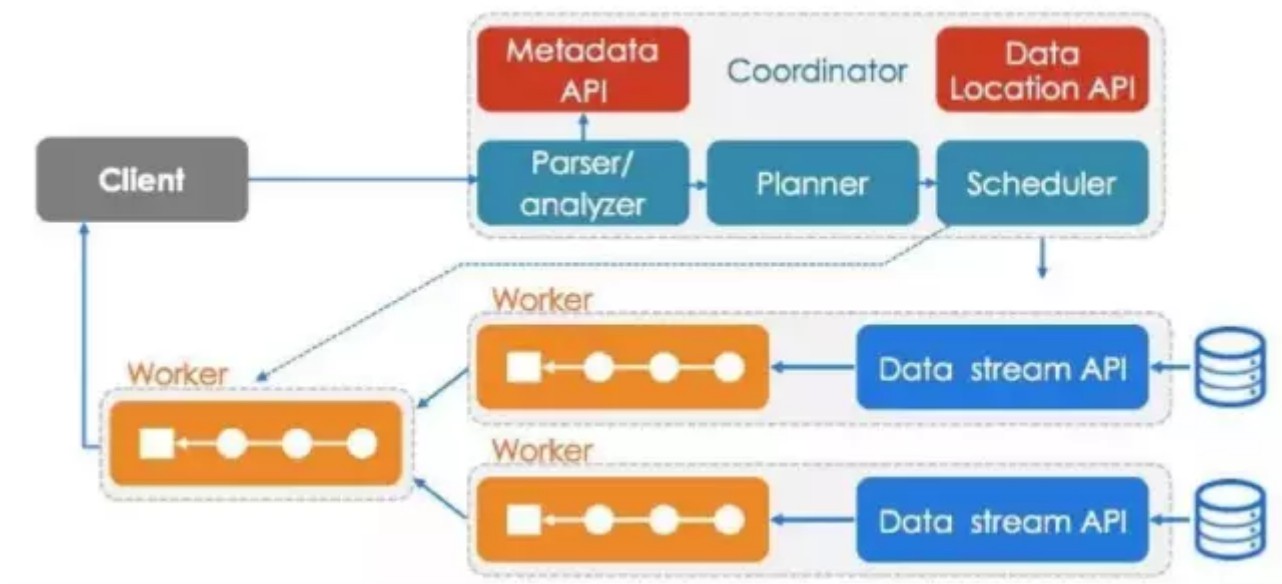 Metadata
API
Coordinator
Data
Location API
Client
Parser/
analyzer
Planner
Scheduler
Worker
Data stream API
Worker
Worker
Data stream API